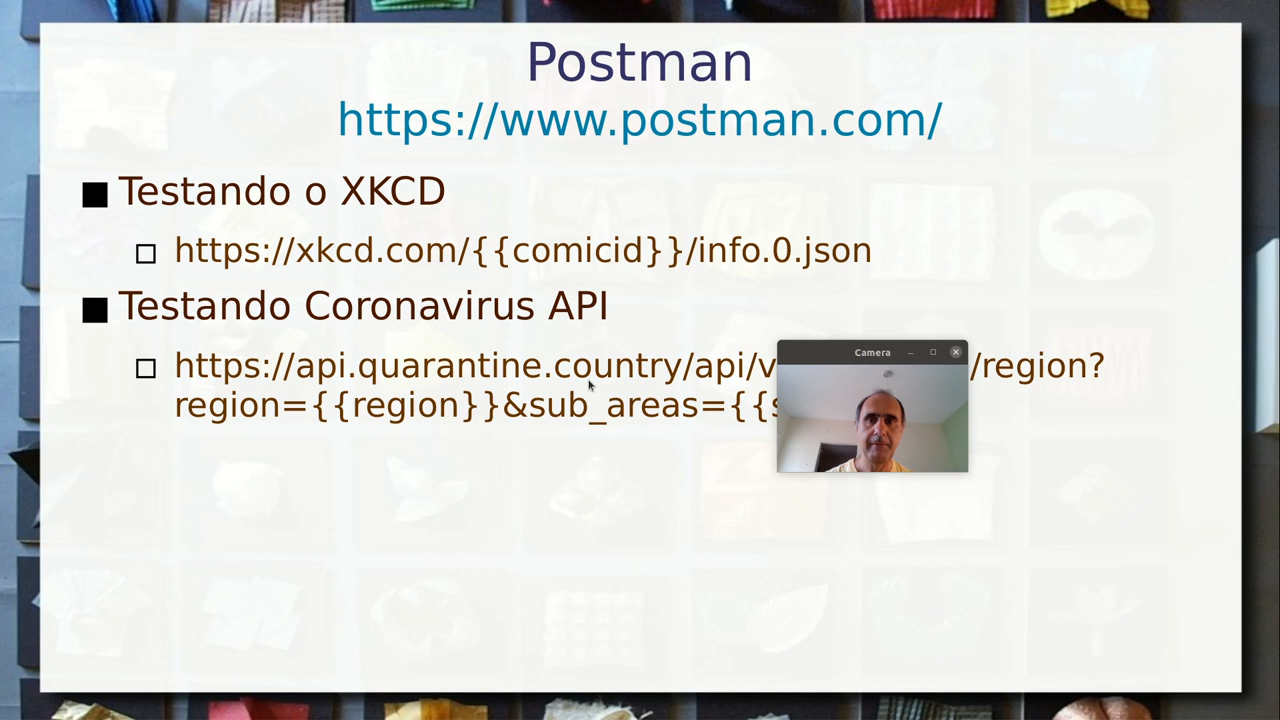 Postman
https://www.postman.com/
Testando o XKCD
https://xkcd.com/{{comicid}}/info.0.json
Testando Coronavirus API
https://api.quarantine.country/api/v /region?
region={{region}}&sub_areas={{s
Camera